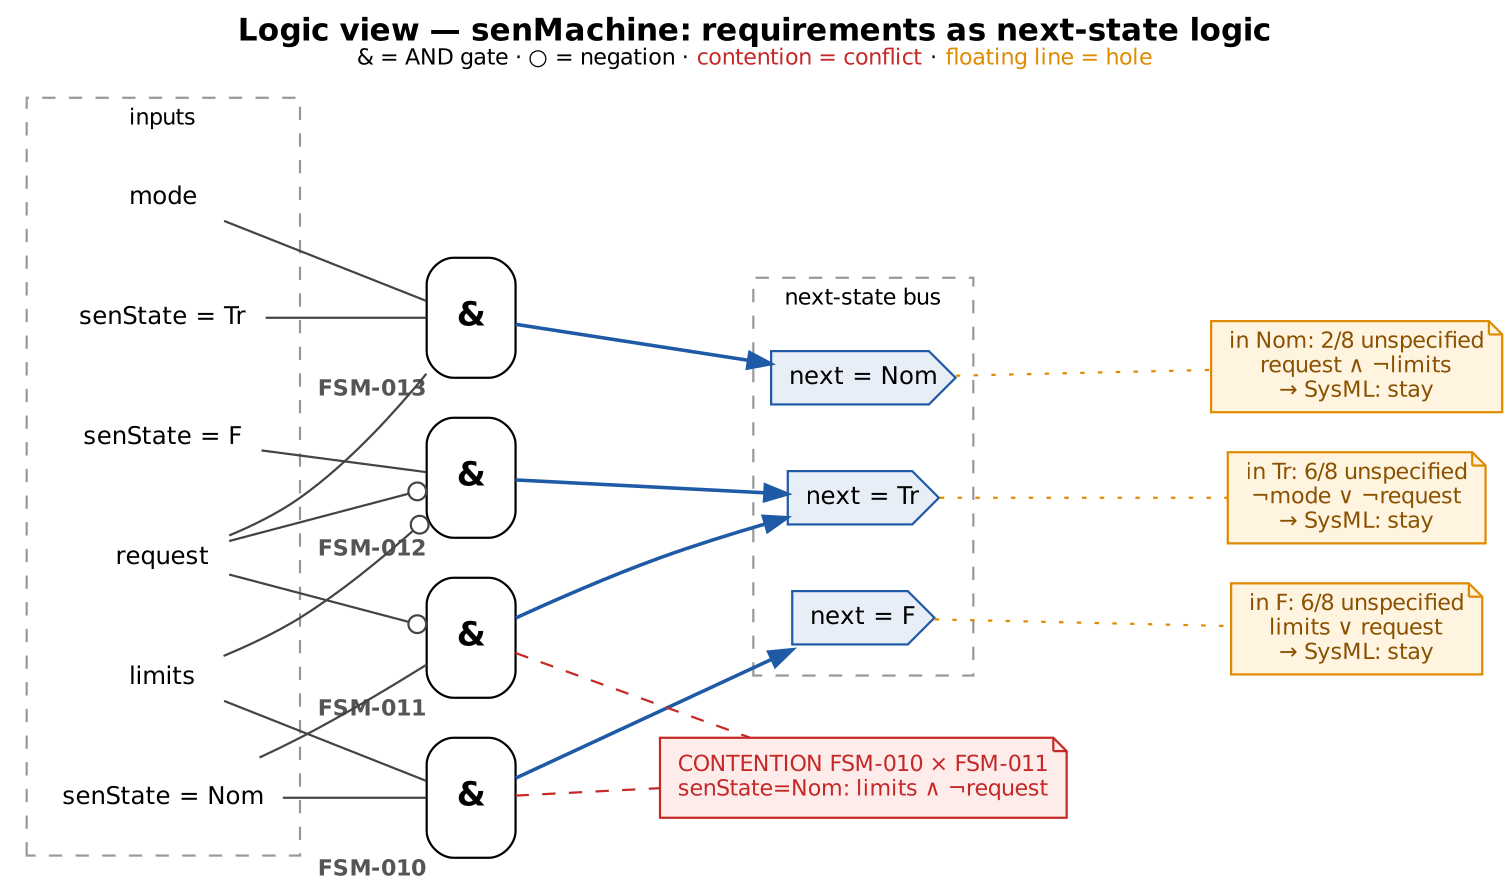 Logic view — senMachine: requirements as next-state logic
& = AND gate · ○ = negation · contention = conflict · floating line = hole
inputs
mode
senState = Tr
senState = F
request
limits
senState = Nom
&
FSM-013
&
FSM-012
&
FSM-011
&
FSM-010
next-state bus
next = Nom
next = Tr
next = F
in Nom: 2/8 unspecified
request ∧ ¬limits
→ SysML: stay
in Tr: 6/8 unspecified
¬mode ∨ ¬request
→ SysML: stay
in F: 6/8 unspecified
limits ∨ request
→ SysML: stay
CONTENTION FSM-010 × FSM-011
senState=Nom: limits ∧ ¬request